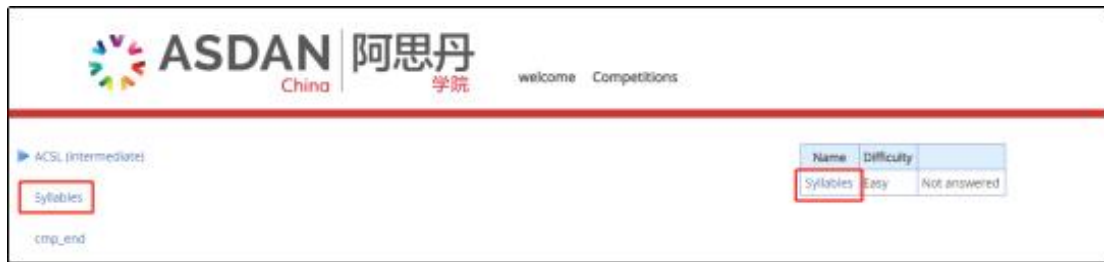 ASDAN China 阿思丹 学院
welcome Competitions
ACSL (Intermediate)
Syllables
cmp_end
Name Difficulty
Syllables Easy Not answered